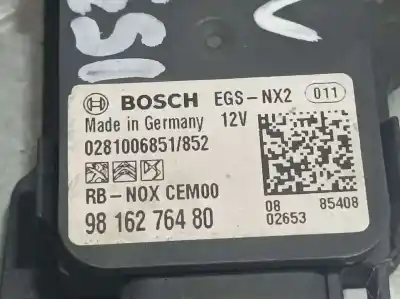 BOSCH EGS-NX2 011
Made in Germany 12V
0281006851/852
RB-NOX CEM00
98 162 764 80
08 85408
02653